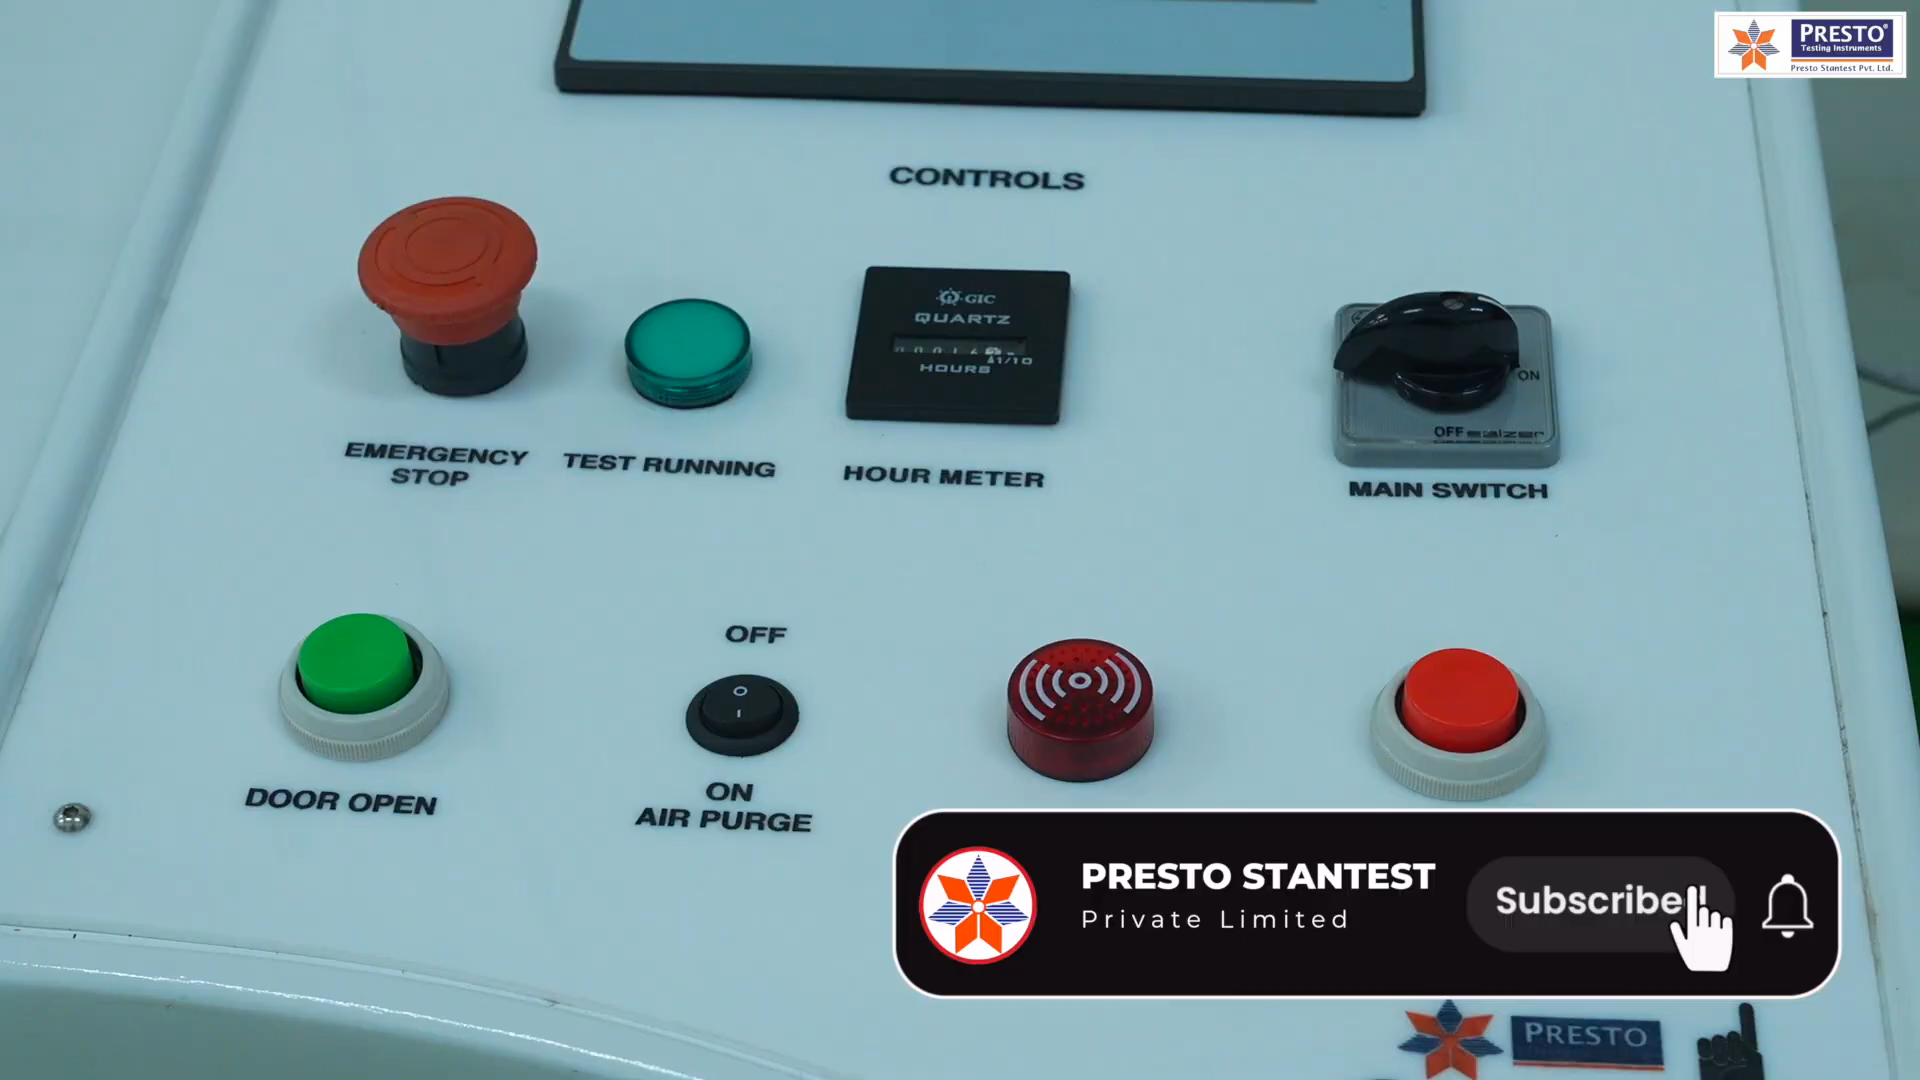 PRESTO
Testing Instruments
Presto Stantest Pvt. Ltd.
CONTROLS
GIC
QUARTZ
1/10
HOURS
ON
OFF
EMERGENCY
STOP
TEST RUNNING
HOUR METER
MAIN SWITCH
OFF
O
I
DOOR OPEN
ON
AIR PURGE
PRESTO STANTEST
Private Limited
Subscribe
PRESTO